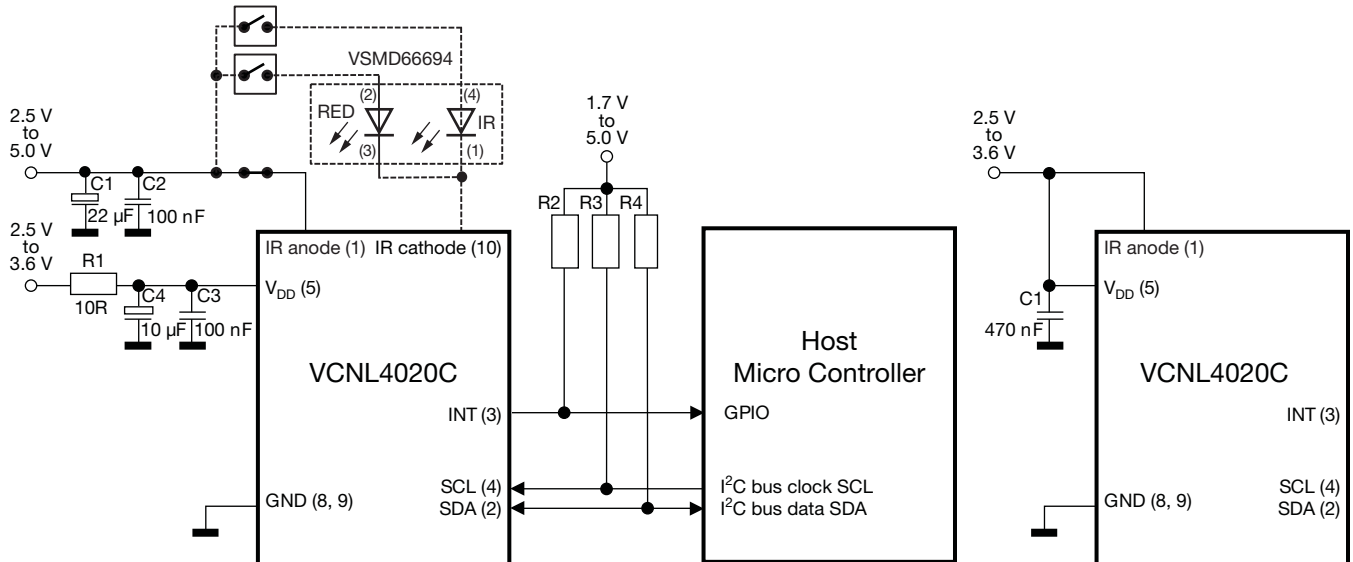 VSMD66694
RED
(2)
(4)
IR
(3)
(1)
2.5 V
to
5.0 V
C1
22 µF
C2
100 nF
2.5 V
to
3.6 V
R1
10R
C4
10 µF
C3
100 nF
IR anode (1)
IR cathode (10)
V_DD (5)
VCNL4020C
INT (3)
SCL (4)
SDA (2)
GND (8, 9)
1.7 V
to
5.0 V
R2
R3
R4
Host
Micro Controller
GPIO
I²C bus clock SCL
I²C bus data SDA
2.5 V
to
3.6 V
C1
470 nF
IR anode (1)
V_DD (5)
VCNL4020C
INT (3)
SCL (4)
SDA (2)
GND (8, 9)